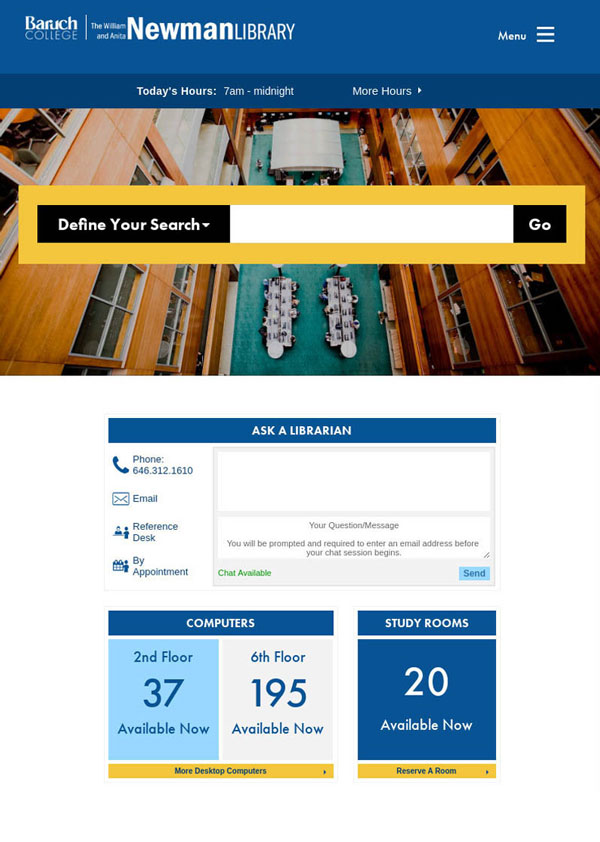 Baruch
COLLEGE
The William
and Anita
Newman LIBRARY
Menu
Today's Hours: 7am - midnight
More Hours
Define Your Search
Go
ASK A LIBRARIAN
Phone:
646.312.1610
Email
Reference
Desk
By
Appointment
Your Question/Message
You will be prompted and required to enter an email address before
your chat session begins.
Chat Available
Send
COMPUTERS
2nd Floor
37
Available Now
6th Floor
195
Available Now
More Desktop Computers
STUDY ROOMS
20
Available Now
Reserve A Room